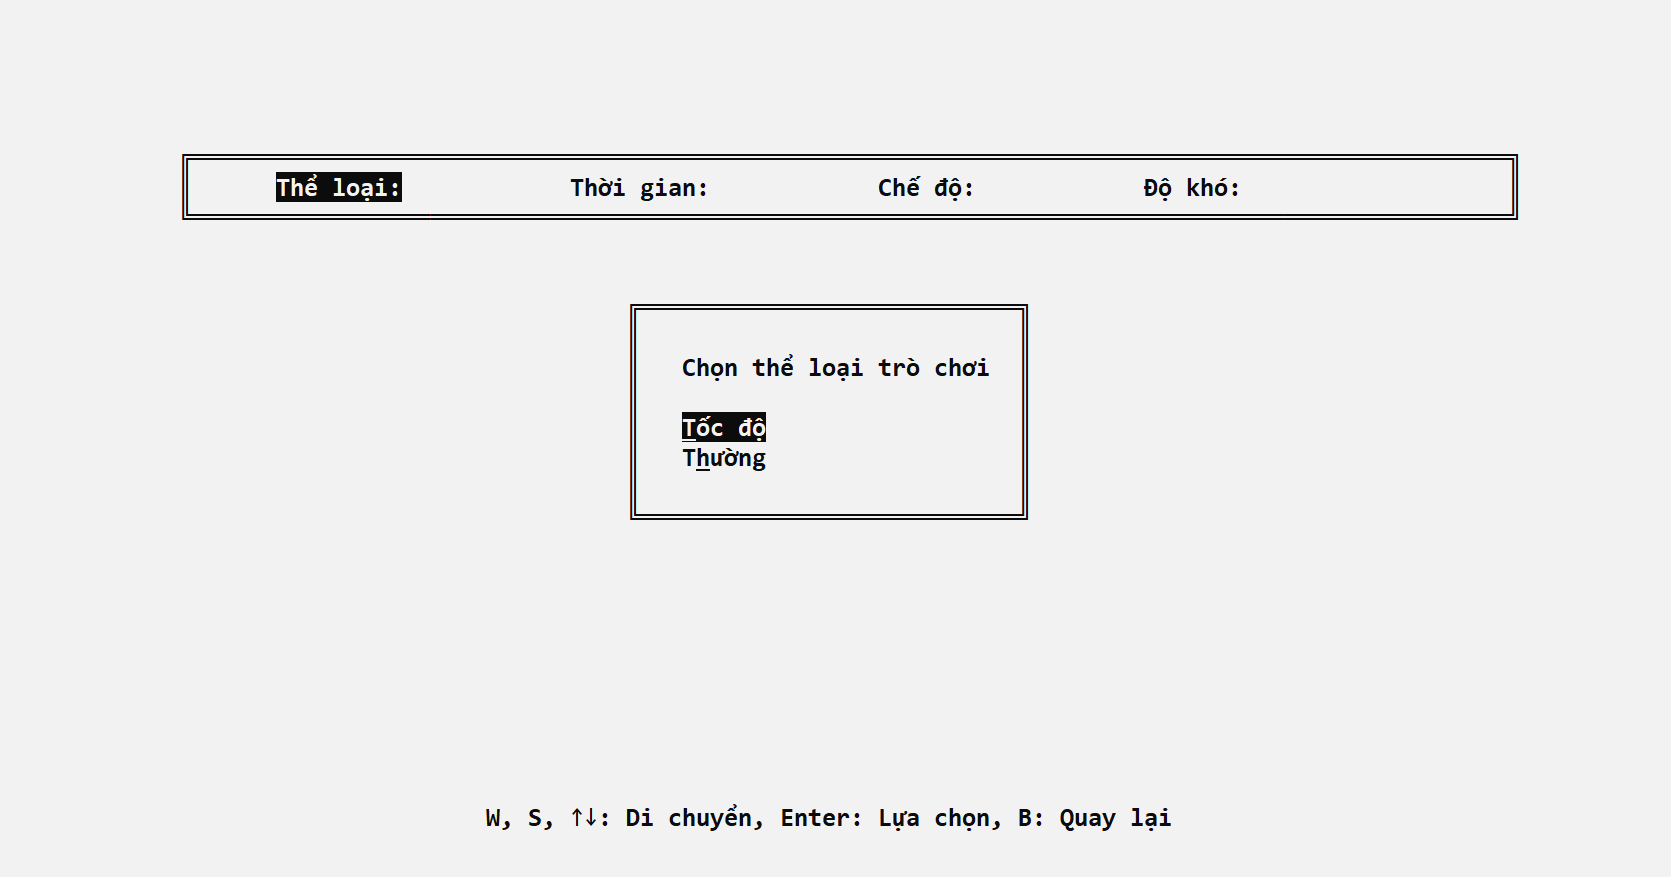 Thể loại: Thời gian: Chế độ: Độ khó:
Chọn thể loại trò chơi
Tốc độ
Thường
W, S, ↑↓: Di chuyển, Enter: Lựa chọn, B: Quay lại